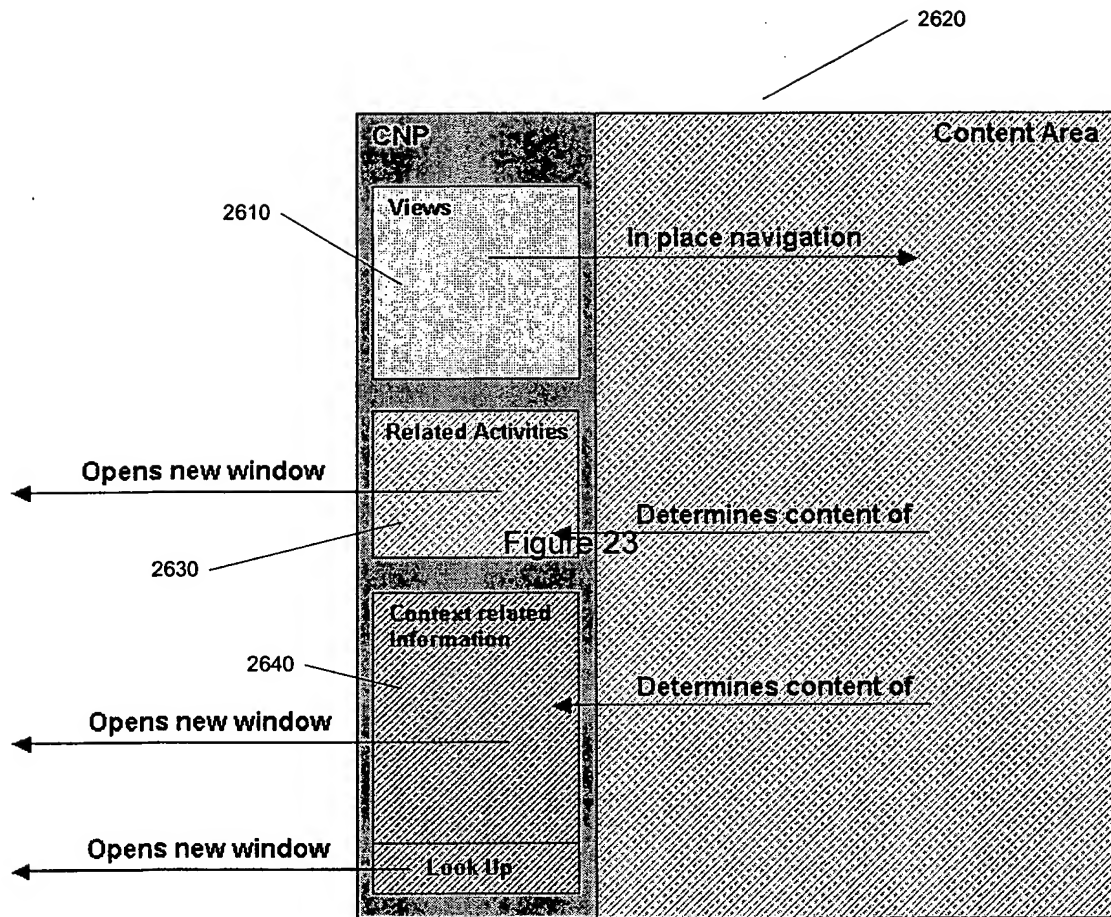 2620
CNP
Content Area
Views
2610
In place navigation
Related Activities
Opens new window
Determines content of
Figure 23
2630
Context related
Information
2640
Determines content of
Opens new window
Opens new window
Look Up